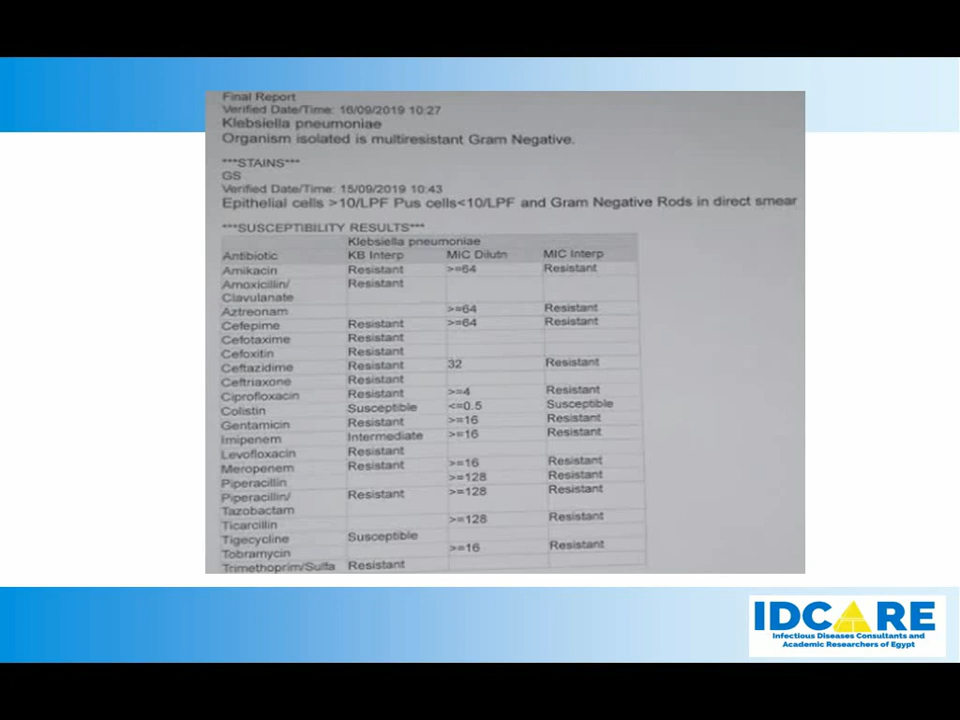 Final Report
Verified Date/Time: 16/09/2019 10:27
Klebsiella pneumoniae
Organism isolated is multiresistant Gram Negative.
***STAINS***
GS
Verified Date/Time: 15/09/2019 10:43
Epithelial cells >10/LPF Pus cells<10/LPF and Gram Negative Rods in direct smear
***SUSCEPTIBILITY RESULTS***
Klebsiella pneumoniae
Antibiotic KB Interp MIC Dilutn MIC Interp
Amikacin Resistant >=64 Resistant
Amoxicillin/ Resistant
Clavulanate
Aztreonam >=64 Resistant
Cefepime Resistant >=64 Resistant
Cefotaxime Resistant
Cefoxitin Resistant
Ceftazidime Resistant 32 Resistant
Ceftriaxone Resistant
Ciprofloxacin Resistant >=4 Resistant
Colistin Susceptible <=0.5 Susceptible
Gentamicin Resistant >=16 Resistant
Imipenem Intermediate >=16 Resistant
Levofloxacin Resistant
Meropenem Resistant >=16 Resistant
Piperacillin >=128 Resistant
Piperacillin/ Resistant >=128 Resistant
Tazobactam
Ticarcillin >=128 Resistant
Tigecycline Susceptible
Tobramycin >=16 Resistant
Trimethoprim/Sulfa Resistant
IDCARE
Infectious Diseases Consultants and
Academic Researchers of Egypt